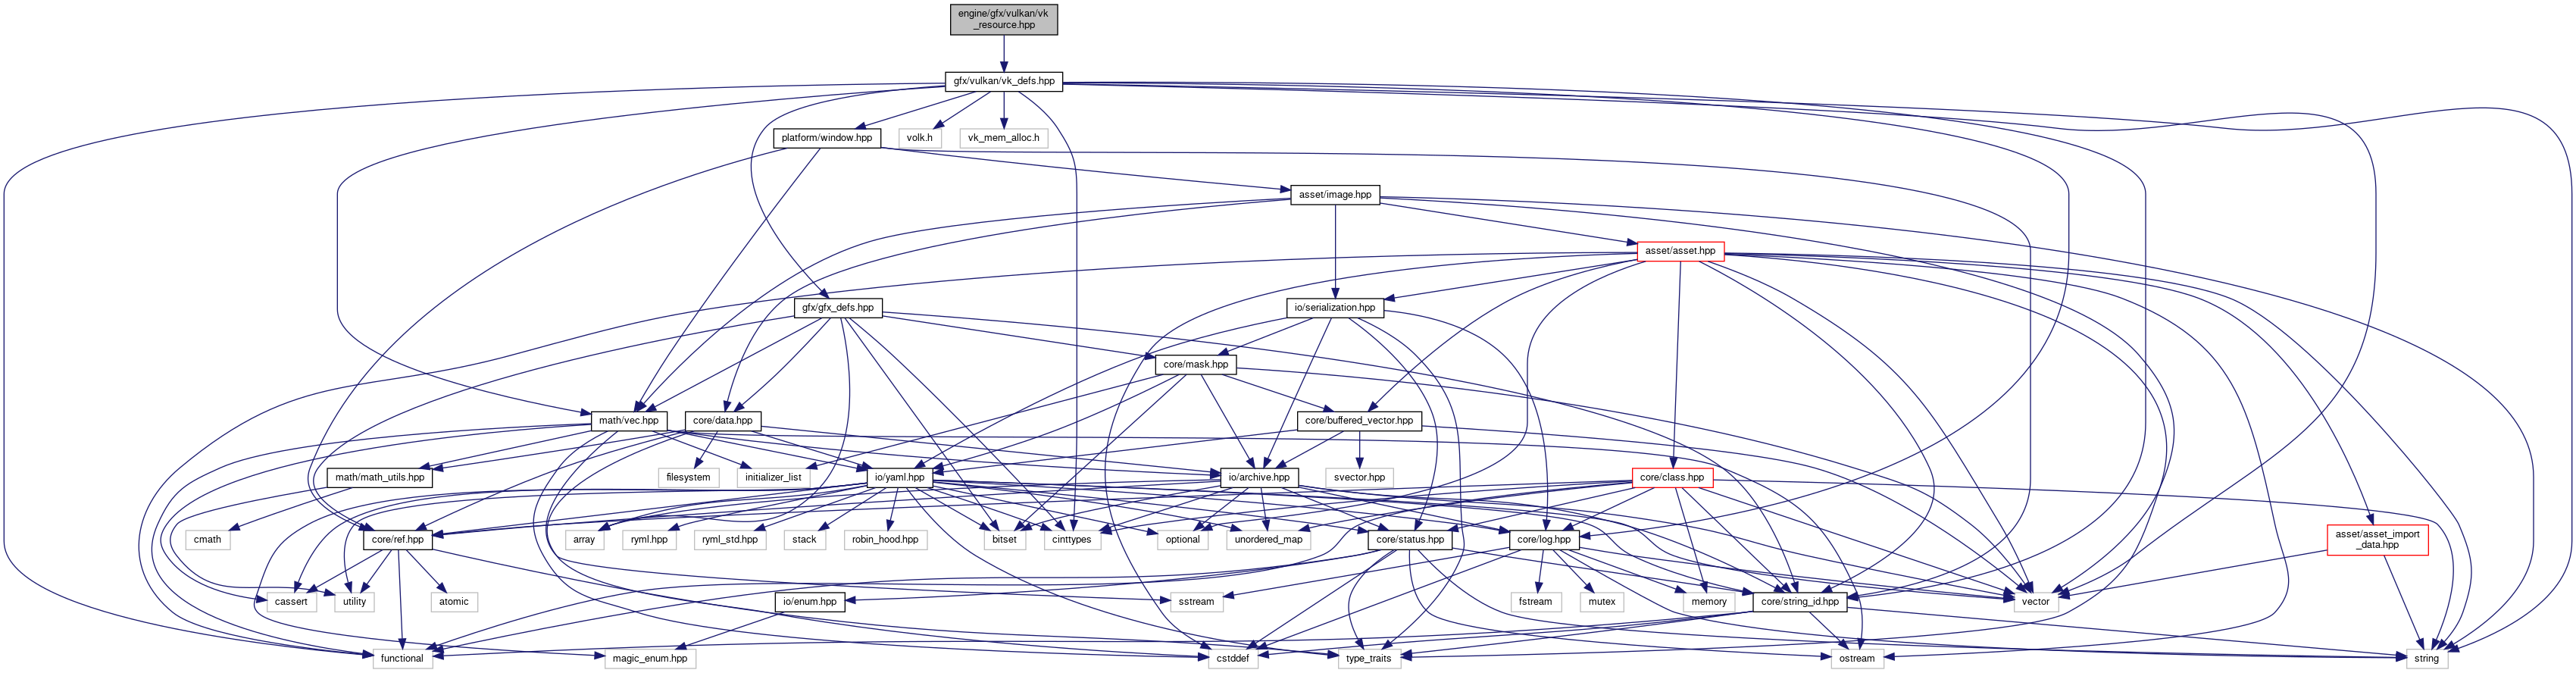 engine/gfx/vulkan/vk
_resource.hpp
gfx/vulkan/vk_defs.hpp
platform/window.hpp
volk.h
vk_mem_alloc.h
asset/image.hpp
asset/asset.hpp
gfx/gfx_defs.hpp
io/serialization.hpp
core/mask.hpp
math/vec.hpp
core/data.hpp
core/buffered_vector.hpp
math/math_utils.hpp
filesystem
initializer_list
io/yaml.hpp
io/archive.hpp
svector.hpp
core/class.hpp
cmath
core/ref.hpp
array
ryml.hpp
ryml_std.hpp
stack
robin_hood.hpp
bitset
cinttypes
optional
unordered_map
core/status.hpp
core/log.hpp
asset/asset_import
_data.hpp
cassert
utility
atomic
io/enum.hpp
sstream
fstream
mutex
memory
core/string_id.hpp
vector
functional
magic_enum.hpp
cstddef
type_traits
ostream
string